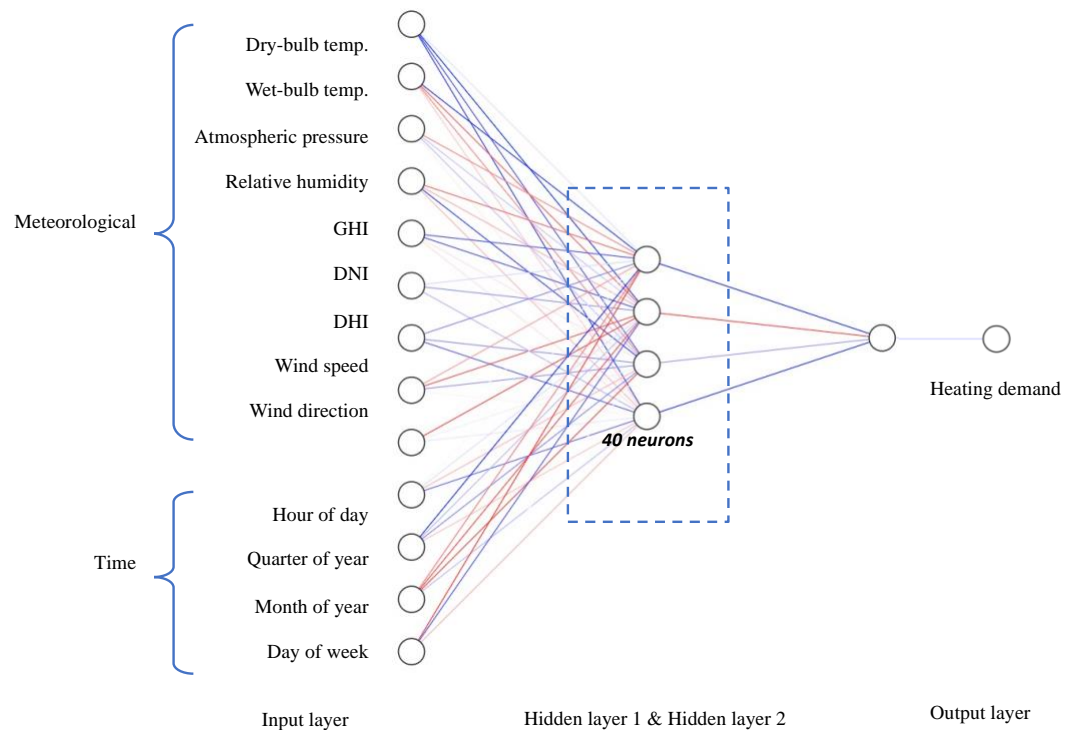 Meteorological
Dry-bulb temp.
Wet-bulb temp.
Atmospheric pressure
Relative humidity
GHI
DNI
DHI
Wind speed
Wind direction
Time
Hour of day
Quarter of year
Month of year
Day of week
40 neurons
Heating demand
Input layer
Hidden layer 1 & Hidden layer 2
Output layer